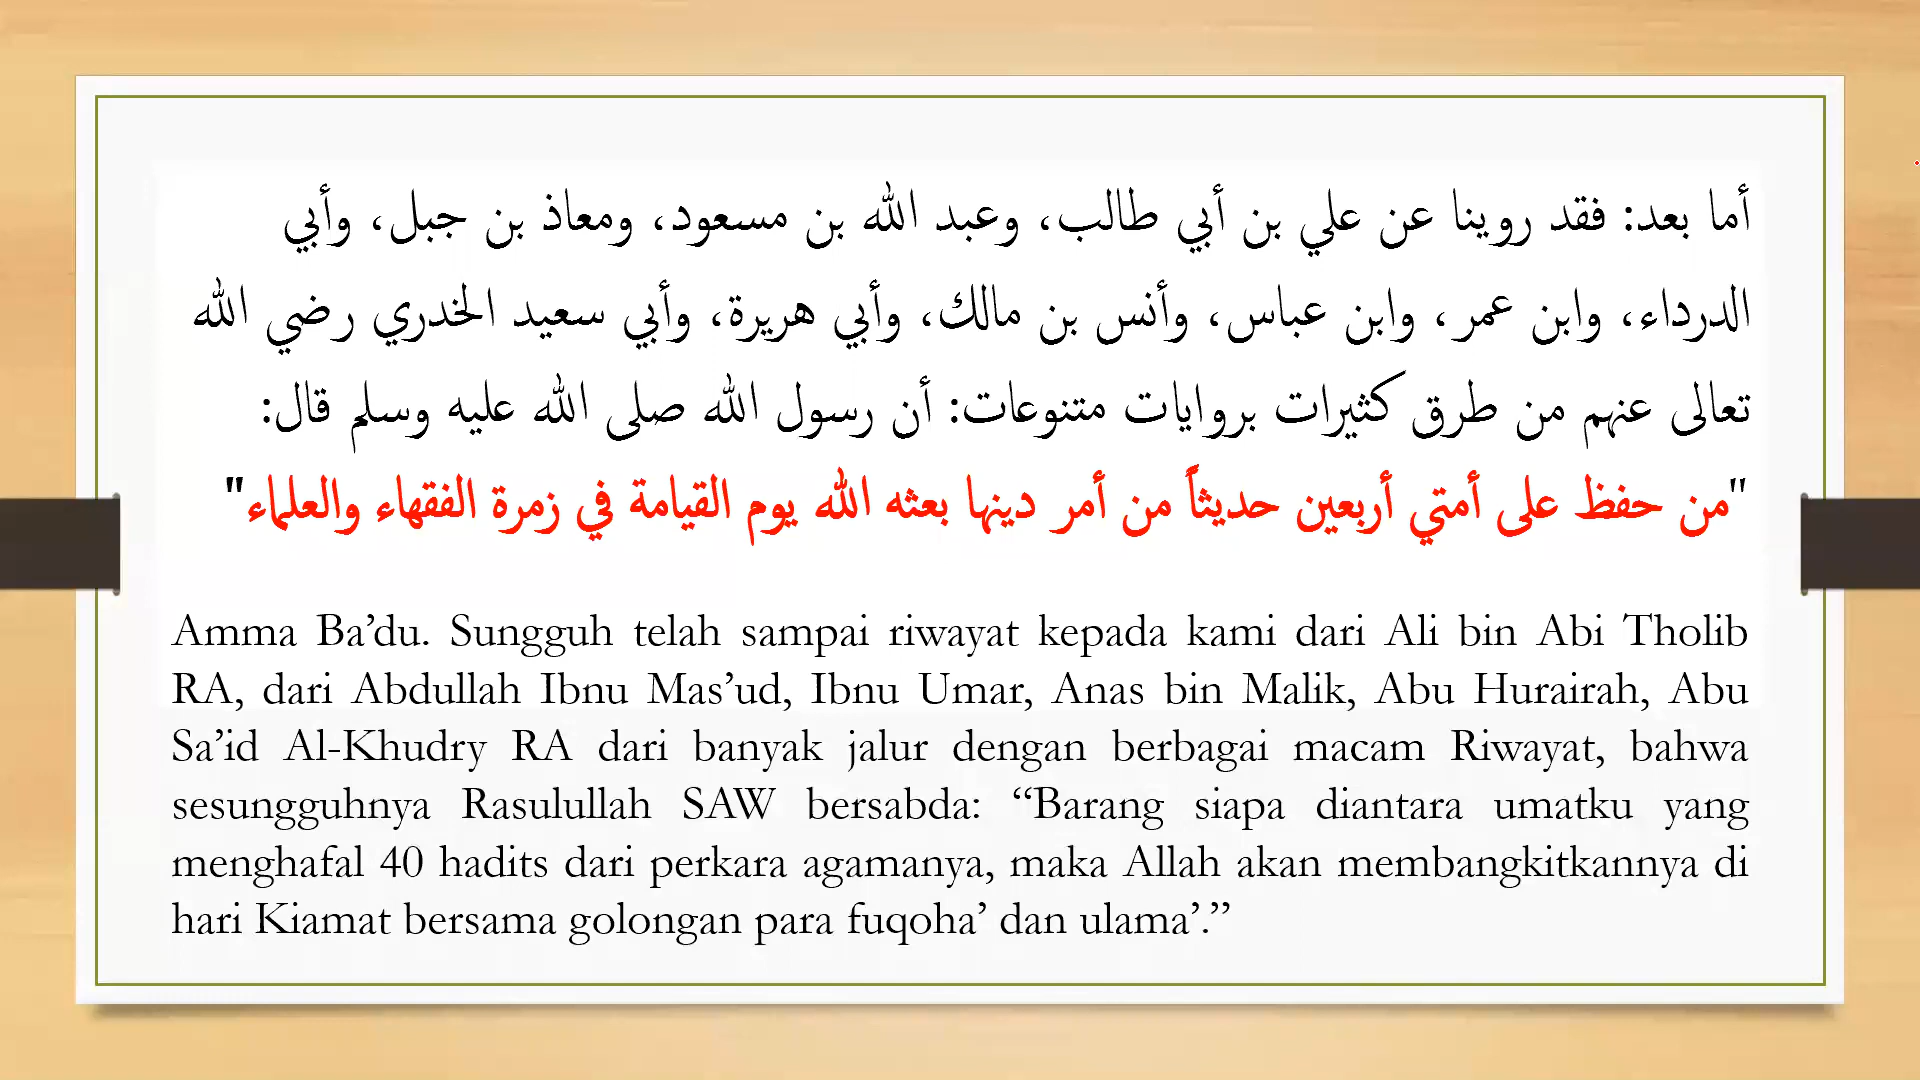 أما بعد: فقد روينا عن علي بن أبي طالب، وعبد الله بن مسعود، ومعاذ بن جبل، وأبي
الدرداء، وابن عمر، وابن عباس، وأنس بن مالك، وأبي هريرة، وأبي سعيد الخدري رضي الله
تعالى عنهم من طرق كثيرات بروايات متنوعات: أن رسول الله صلى الله عليه وسلم قال:
"من حفظ على أمتي أربعين حديثاً من أمر دينها بعثه الله يوم القيامة في زمرة الفقهاء والعلماء"
Amma Ba’du. Sungguh telah sampai riwayat kepada kami dari Ali bin Abi Tholib
RA, dari Abdullah Ibnu Mas’ud, Ibnu Umar, Anas bin Malik, Abu Hurairah, Abu
Sa’id Al-Khudry RA dari banyak jalur dengan berbagai macam Riwayat, bahwa
sesungguhnya Rasulullah SAW bersabda: “Barang siapa diantara umatku yang
menghafal 40 hadits dari perkara agamanya, maka Allah akan membangkitkannya di
hari Kiamat bersama golongan para fuqoha’ dan ulama’.”